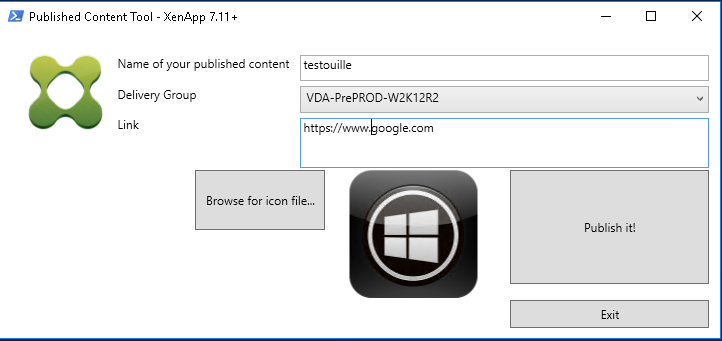 Published Content Tool - XenApp 7.11+
Name of your published content
testouille
Delivery Group
VDA-PrePROD-W2K12R2
Link
https://www.google.com
Browse for icon file...
Publish it!
Exit